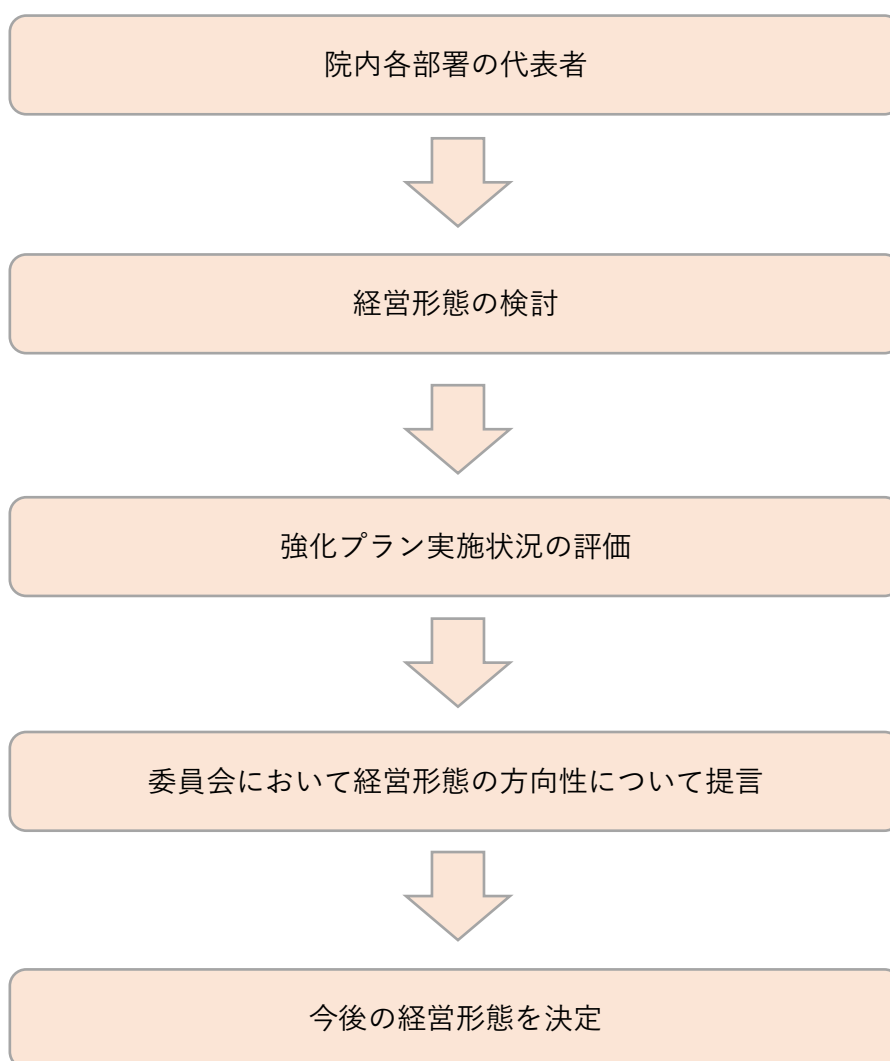 院内各部署の代表者
経営形態の検討
強化プラン実施状況の評価
委員会において経営形態の方向性について提言
今後の経営形態を決定